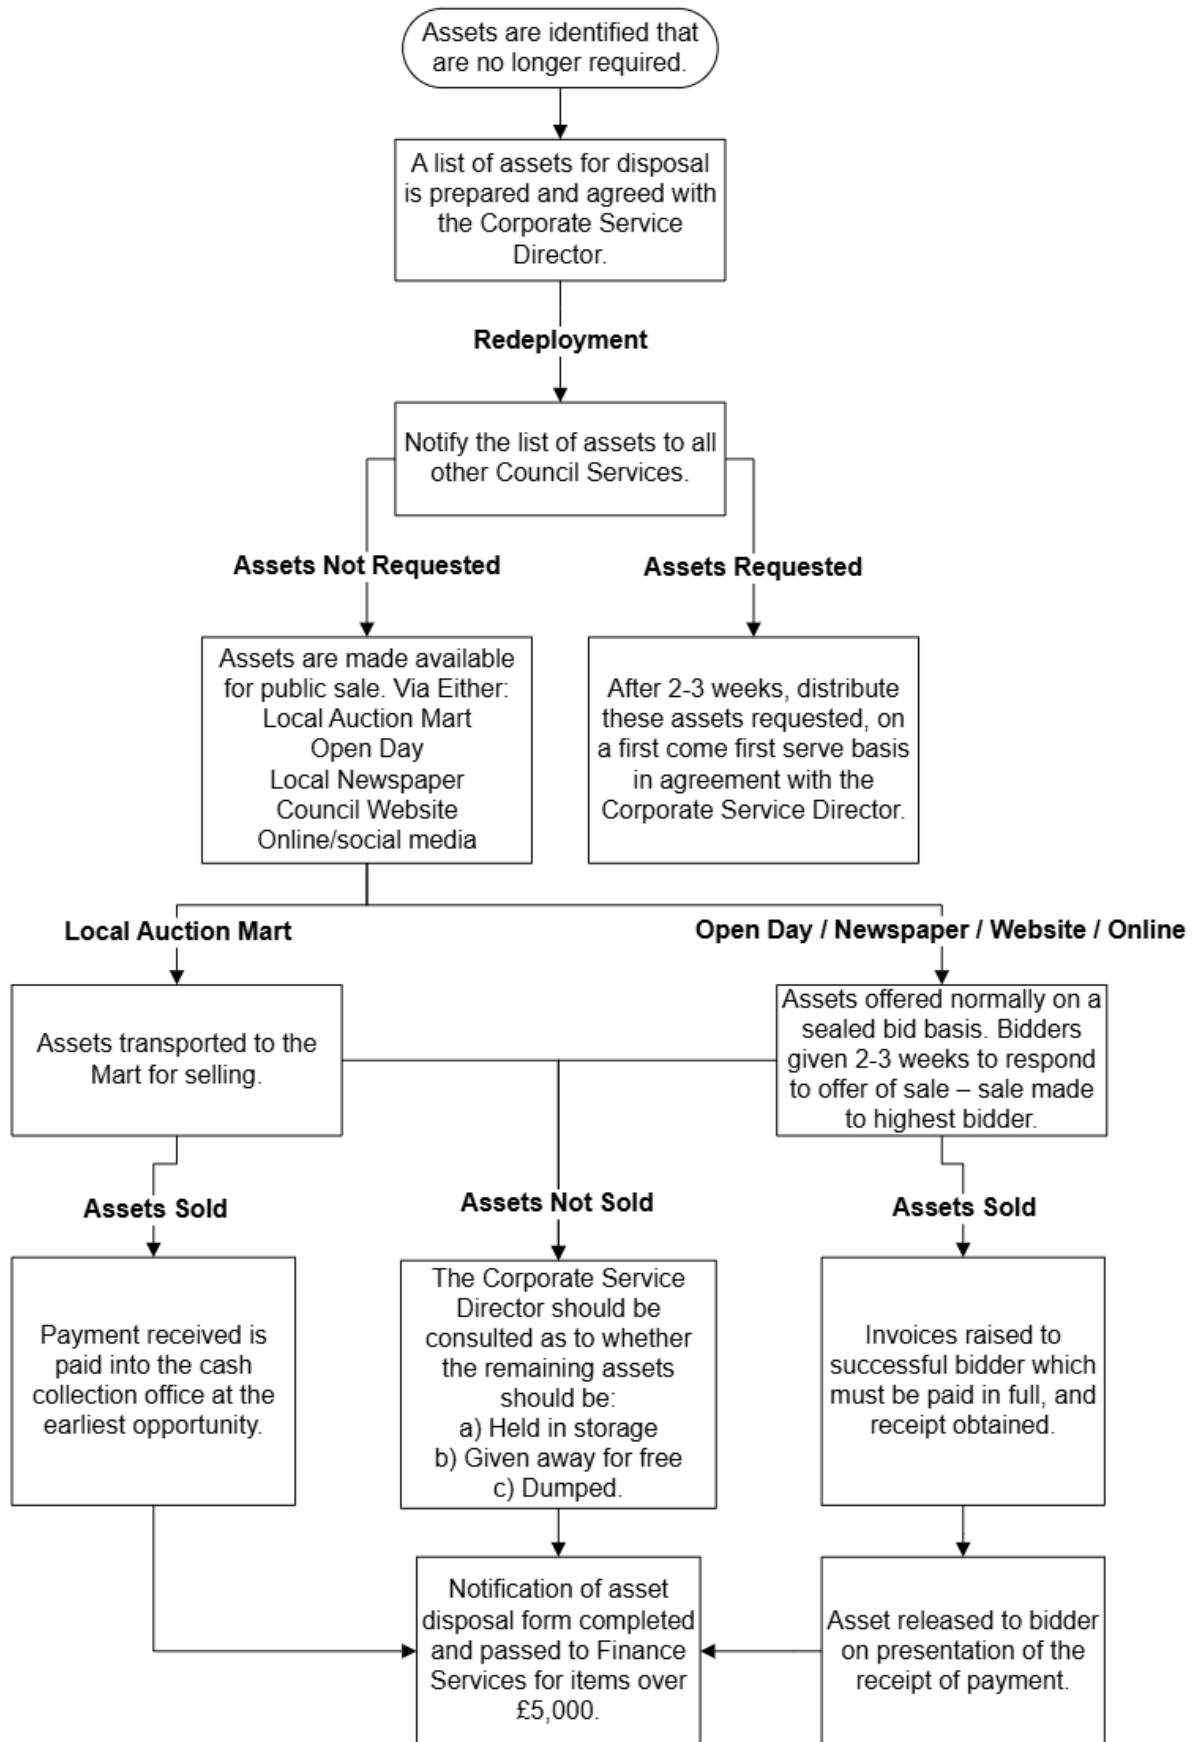 Assets are identified that
are no longer required.
A list of assets for disposal
is prepared and agreed with
the Corporate Service
Director.
Redeployment
Notify the list of assets to all
other Council Services.
Assets Not Requested
Assets Requested
Assets are made available
for public sale. Via Either:
Local Auction Mart
Open Day
Local Newspaper
Council Website
Online/social media
After 2-3 weeks, distribute
these assets requested, on
a first come first serve basis
in agreement with the
Corporate Service Director.
Local Auction Mart
Open Day / Newspaper / Website / Online
Assets transported to the
Mart for selling.
Assets offered normally on a
sealed bid basis. Bidders
given 2-3 weeks to respond
to offer of sale – sale made
to highest bidder.
Assets Sold
Assets Not Sold
Assets Sold
Payment received is
paid into the cash
collection office at the
earliest opportunity.
The Corporate Service
Director should be
consulted as to whether
the remaining assets
should be:
a) Held in storage
b) Given away for free
c) Dumped.
Invoices raised to
successful bidder which
must be paid in full, and
receipt obtained.
Notification of asset
disposal form completed
and passed to Finance
Services for items over
£5,000.
Asset released to bidder
on presentation of the
receipt of payment.